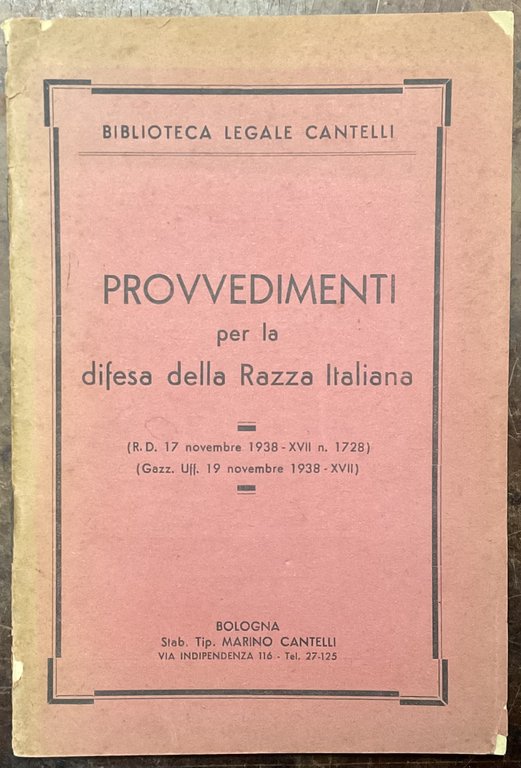 BIBLIOTECA LEGALE CANTELLI
PROVVEDIMENTI
per la
difesa della Razza Italiana
(R. D. 17 novembre 1938 - XVII n. 1728)
(Gazz. Uff. 19 novembre 1938 - XVII)
BOLOGNA
Stab. Tip. MARINO CANTELLI
VIA INDIPENDENZA 116 - Tel. 27-125